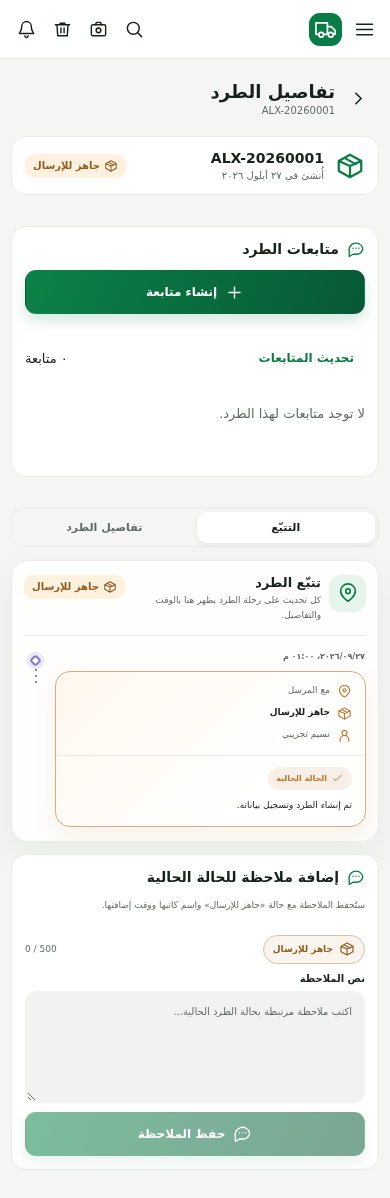 تفاصيل الطرد
ALX-20260001
ALX-20260001
أُنشئ في ٢٧ أيلول ٢٠٢٦
جاهز للإرسال
متابعات الطرد
إنشاء متابعة
تحديث المتابعات
٠ متابعة
لا توجد متابعات لهذا الطرد.
التتبّع
تفاصيل الطرد
تتبّع الطرد
كل تحديث على رحلة الطرد يظهر هنا بالوقت
والتفاصيل.
جاهز للإرسال
٢٠٢٦/٠٩/٢٧، ٠١:٠٠ م
مع المرسل
جاهز للإرسال
نسيم تجريبي
الحالة الحالية
تم إنشاء الطرد وتسجيل بياناته.
إضافة ملاحظة للحالة الحالية
ستُحفظ الملاحظة مع حالة «جاهز للإرسال» واسم كاتبها ووقت إضافتها.
جاهز للإرسال
0 / 500
نص الملاحظة
اكتب ملاحظة مرتبطة بحالة الطرد الحالية...
حفظ الملاحظة